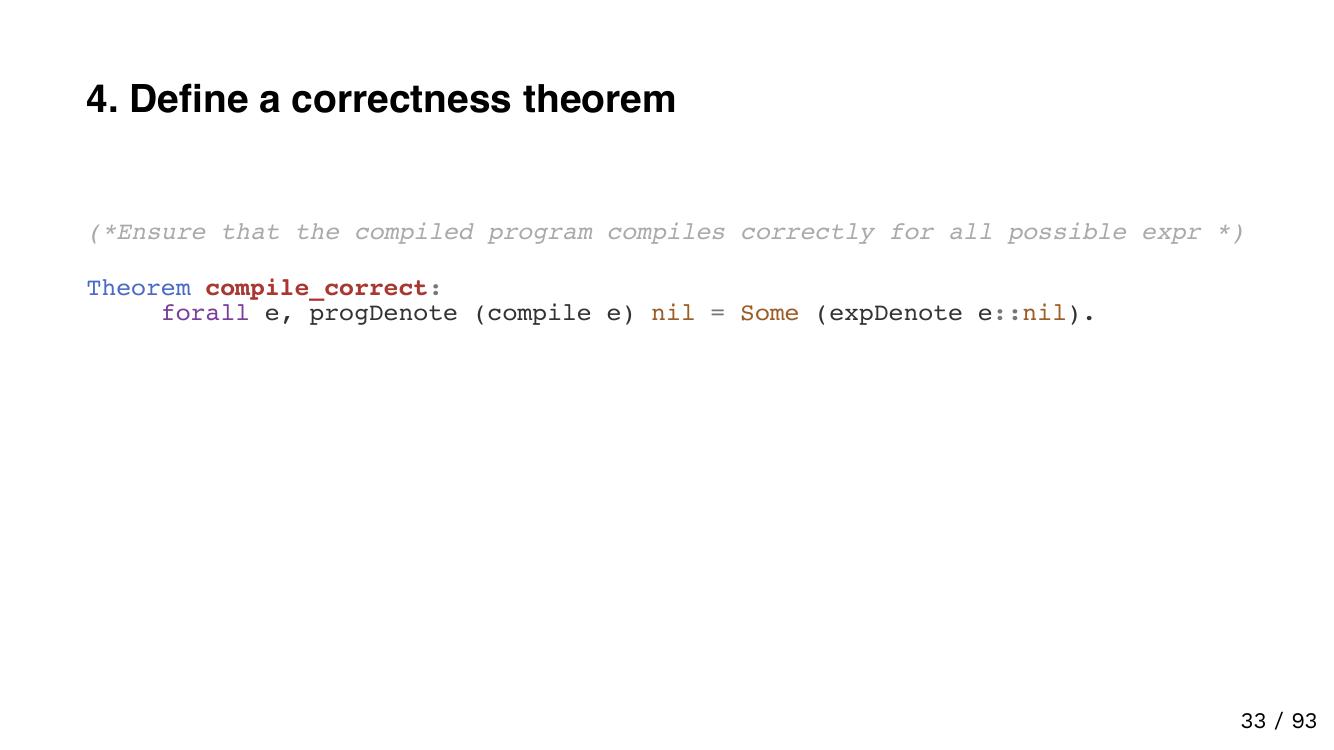 4. Define a correctness theorem
(*Ensure that the compiled program compiles correctly for all possible expr *)
Theorem compile_correct:
forall e, progDenote (compile e) nil = Some (expDenote e::nil).
33 / 93